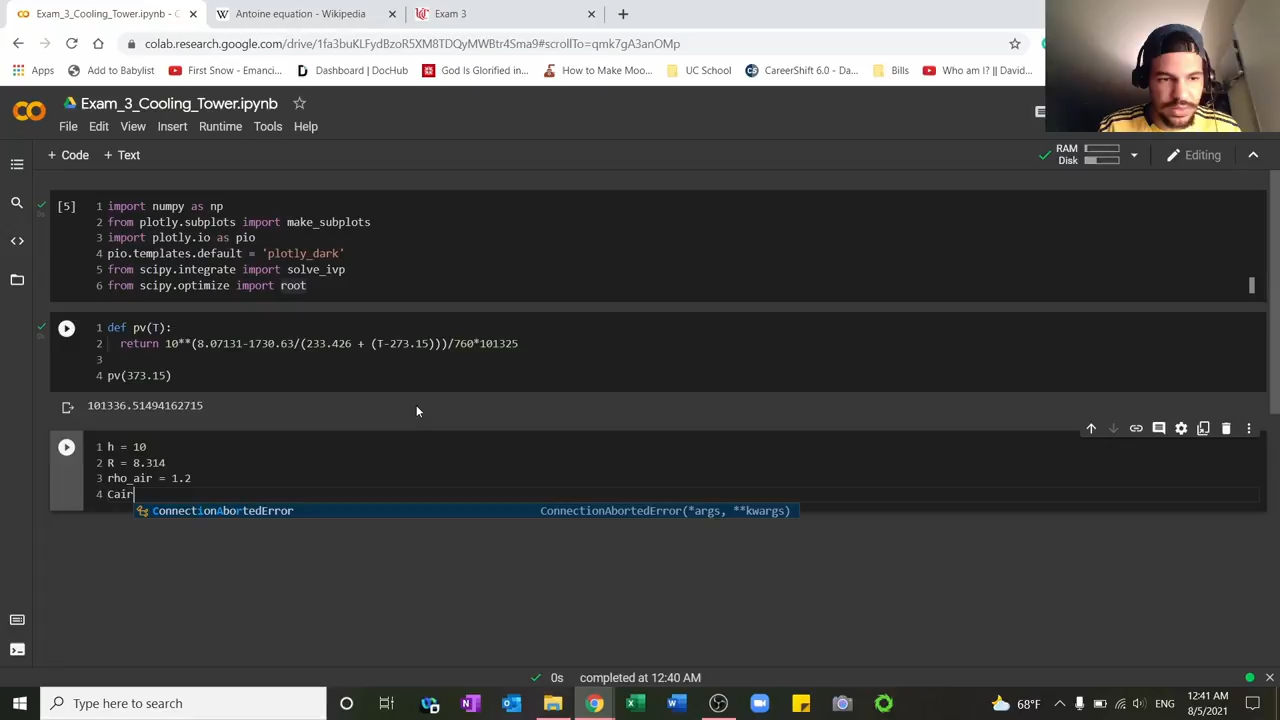 Exam_3_Cooling_Tower.ipynb - C
Antoine equation - Wikipedia
Exam 3
colab.research.google.com/drive/1fa3huKLFydBzoR5XM8TDQyMWBtr4Sma9#scrollTo=qmk7gA3anOMp
Apps
Add to Babylist
First Snow - Emanci...
Dashboard | DocHub
God Is Glorified in...
How to Make Moo...
UC School
CareerShift 6.0 - Da...
Bills
Who am I? || David...
Exam_3_Cooling_Tower.ipynb
File Edit View Insert Runtime Tools Help
+ Code + Text
RAM
Disk
Editing
[5]
1 import numpy as np
2 from plotly.subplots import make_subplots
3 import plotly.io as pio
4 pio.templates.default = 'plotly_dark'
5 from scipy.integrate import solve_ivp
6 from scipy.optimize import root
0s
1 def pv(T):
2 return 10**(8.07131-1730.63/(233.426 + (T-273.15)))/760*101325
3
4 pv(373.15)
0s
101336.51494162715
1 h = 10
2 R = 8.314
3 rho_air = 1.2
4 Cair
ConnectionAbortedError ConnectionAbortedError(*args, **kwargs)
0s completed at 12:40 AM
Type here to search
68°F
ENG
12:41 AM
8/5/2021